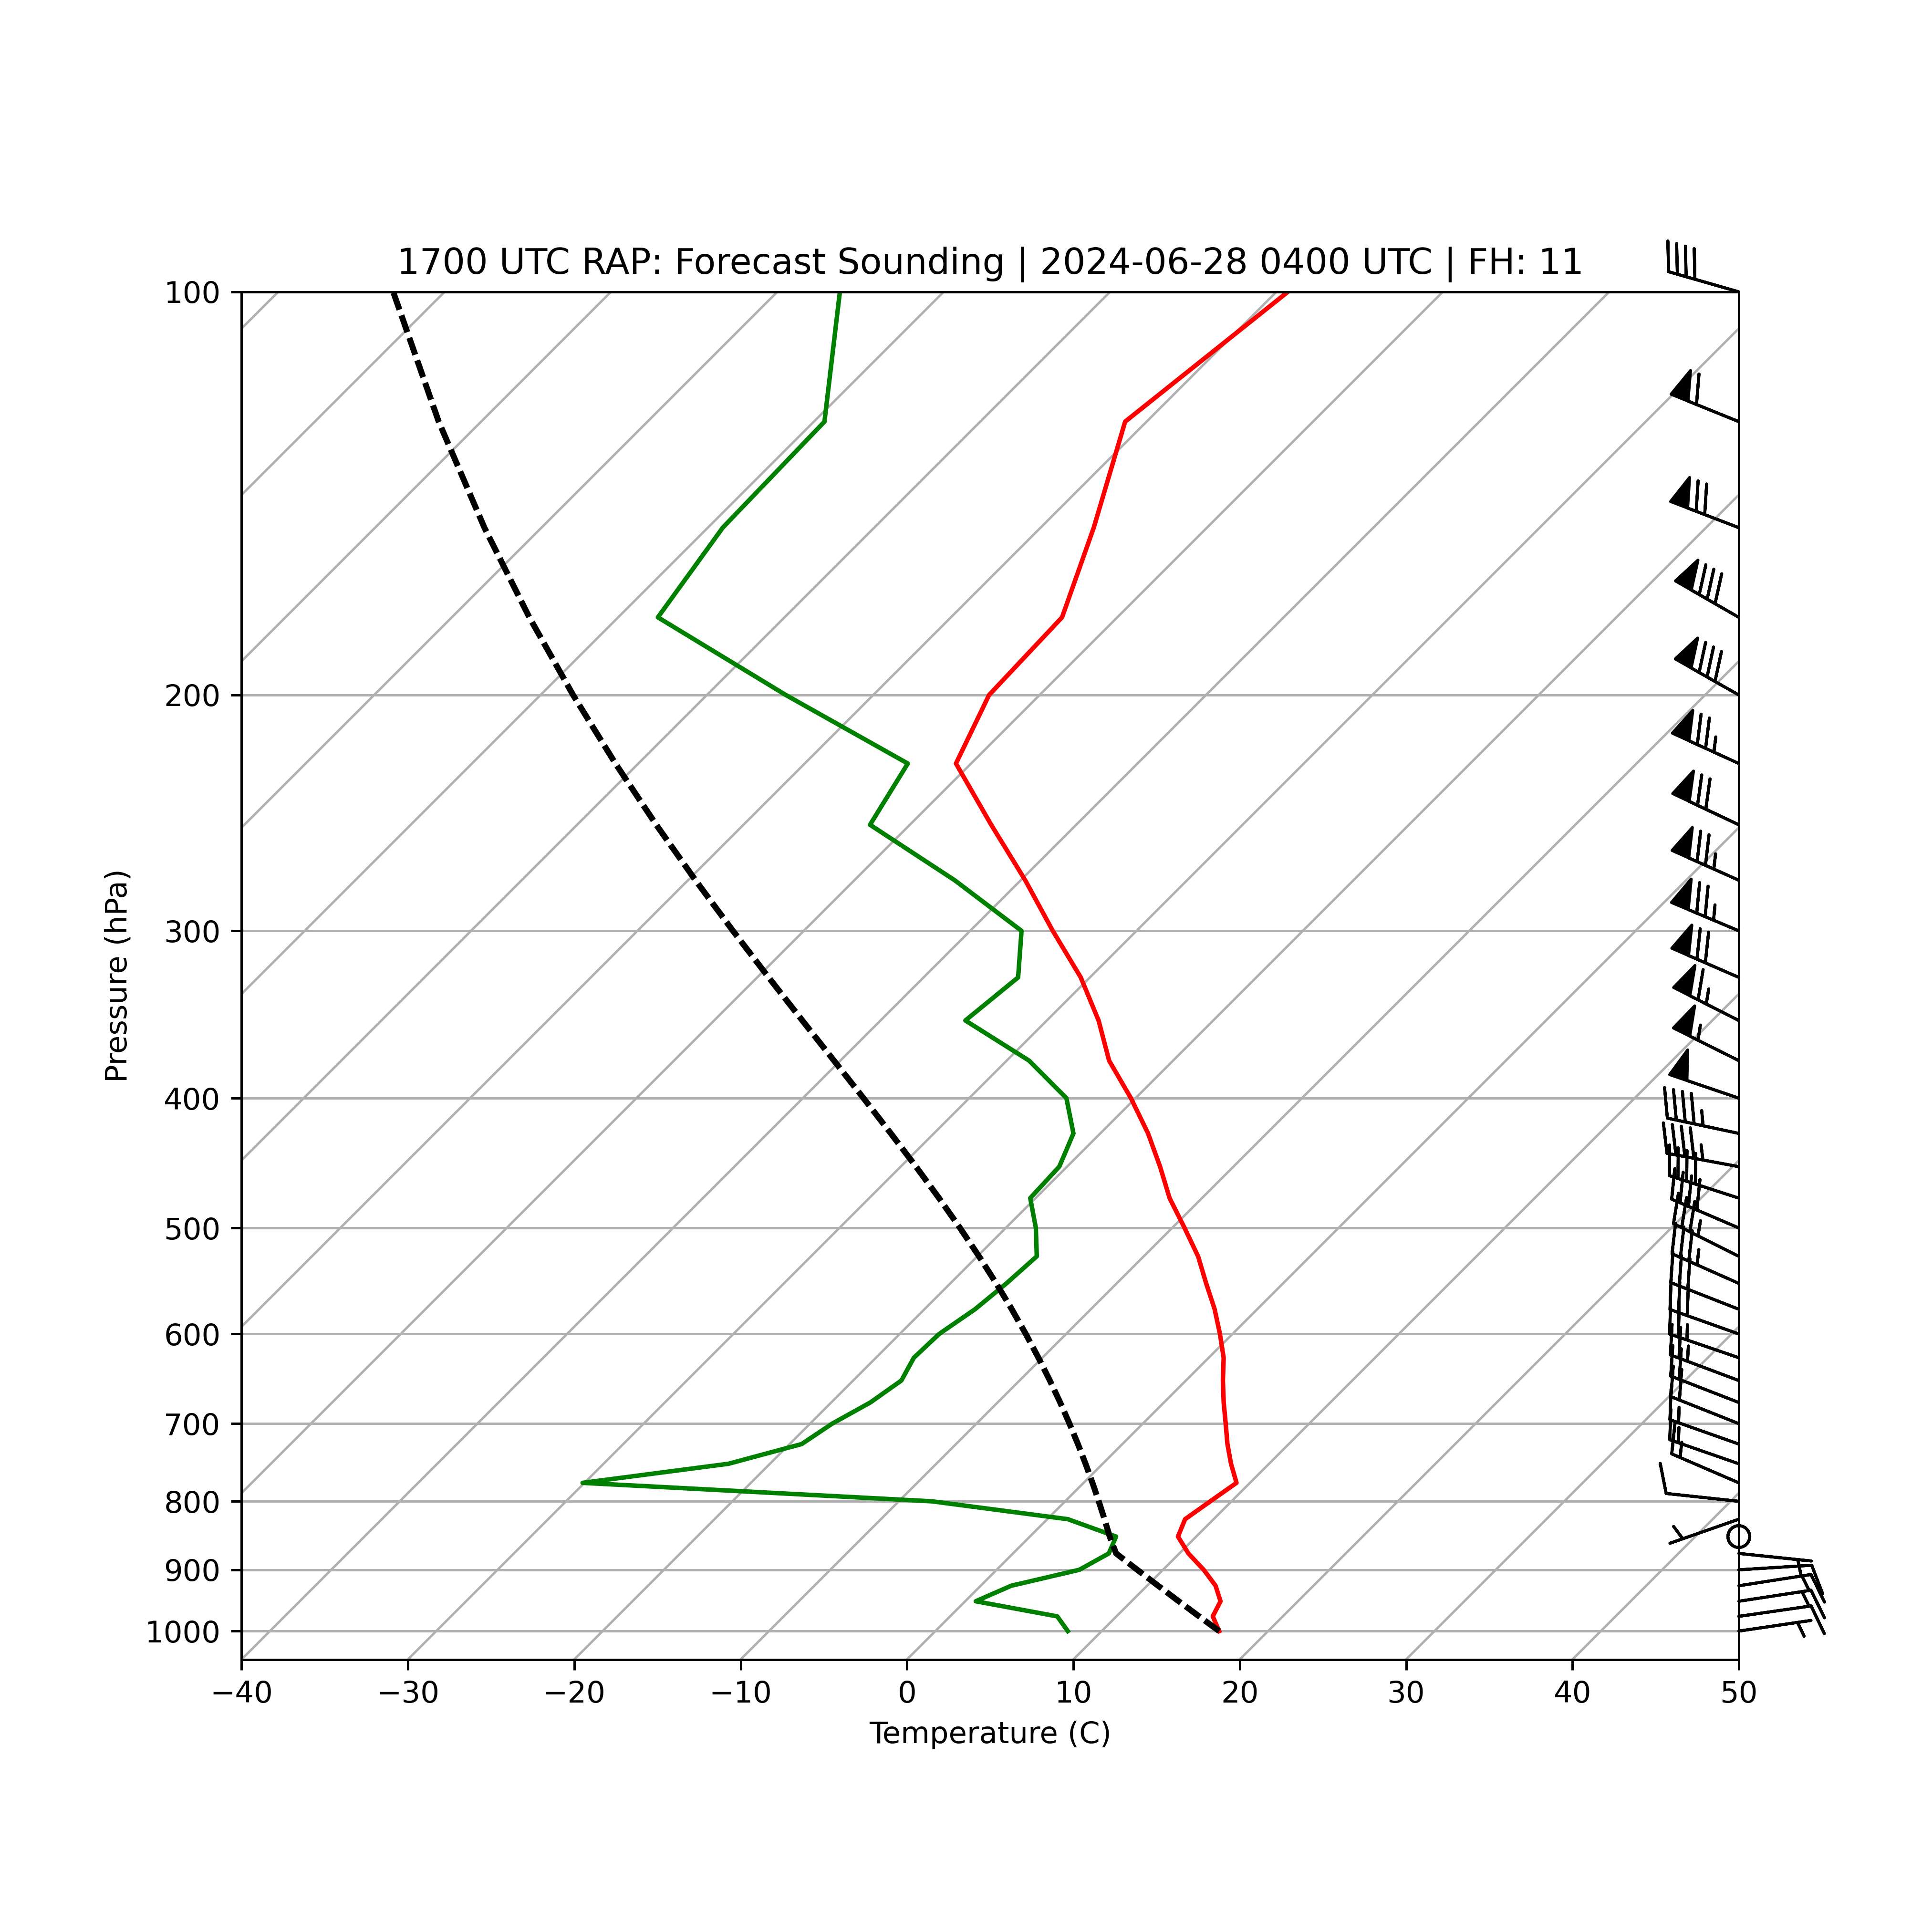 1700 UTC RAP: Forecast Sounding | 2024-06-28 0400 UTC | FH: 11
100
200
300
400
500
600
700
800
900
1000
Pressure (hPa)
−40 −30 −20 −10 0 10 20 30 40 50
Temperature (C)